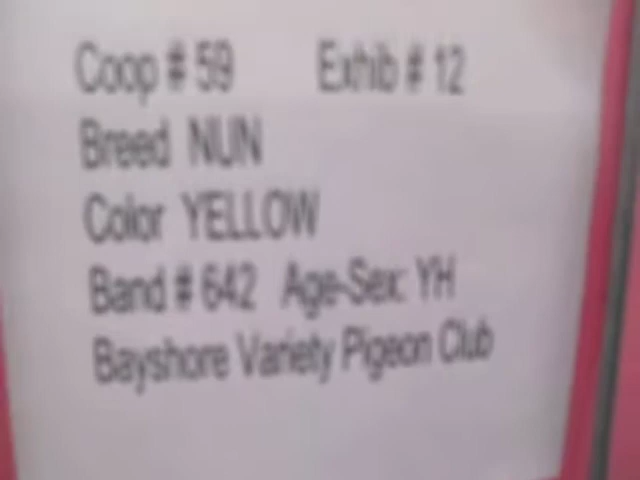 Coop # 59 Exhib # 12
Breed NUN
Color YELLOW
Band # 642 Age-Sex: YH
Bayshore Variety Pigeon Club